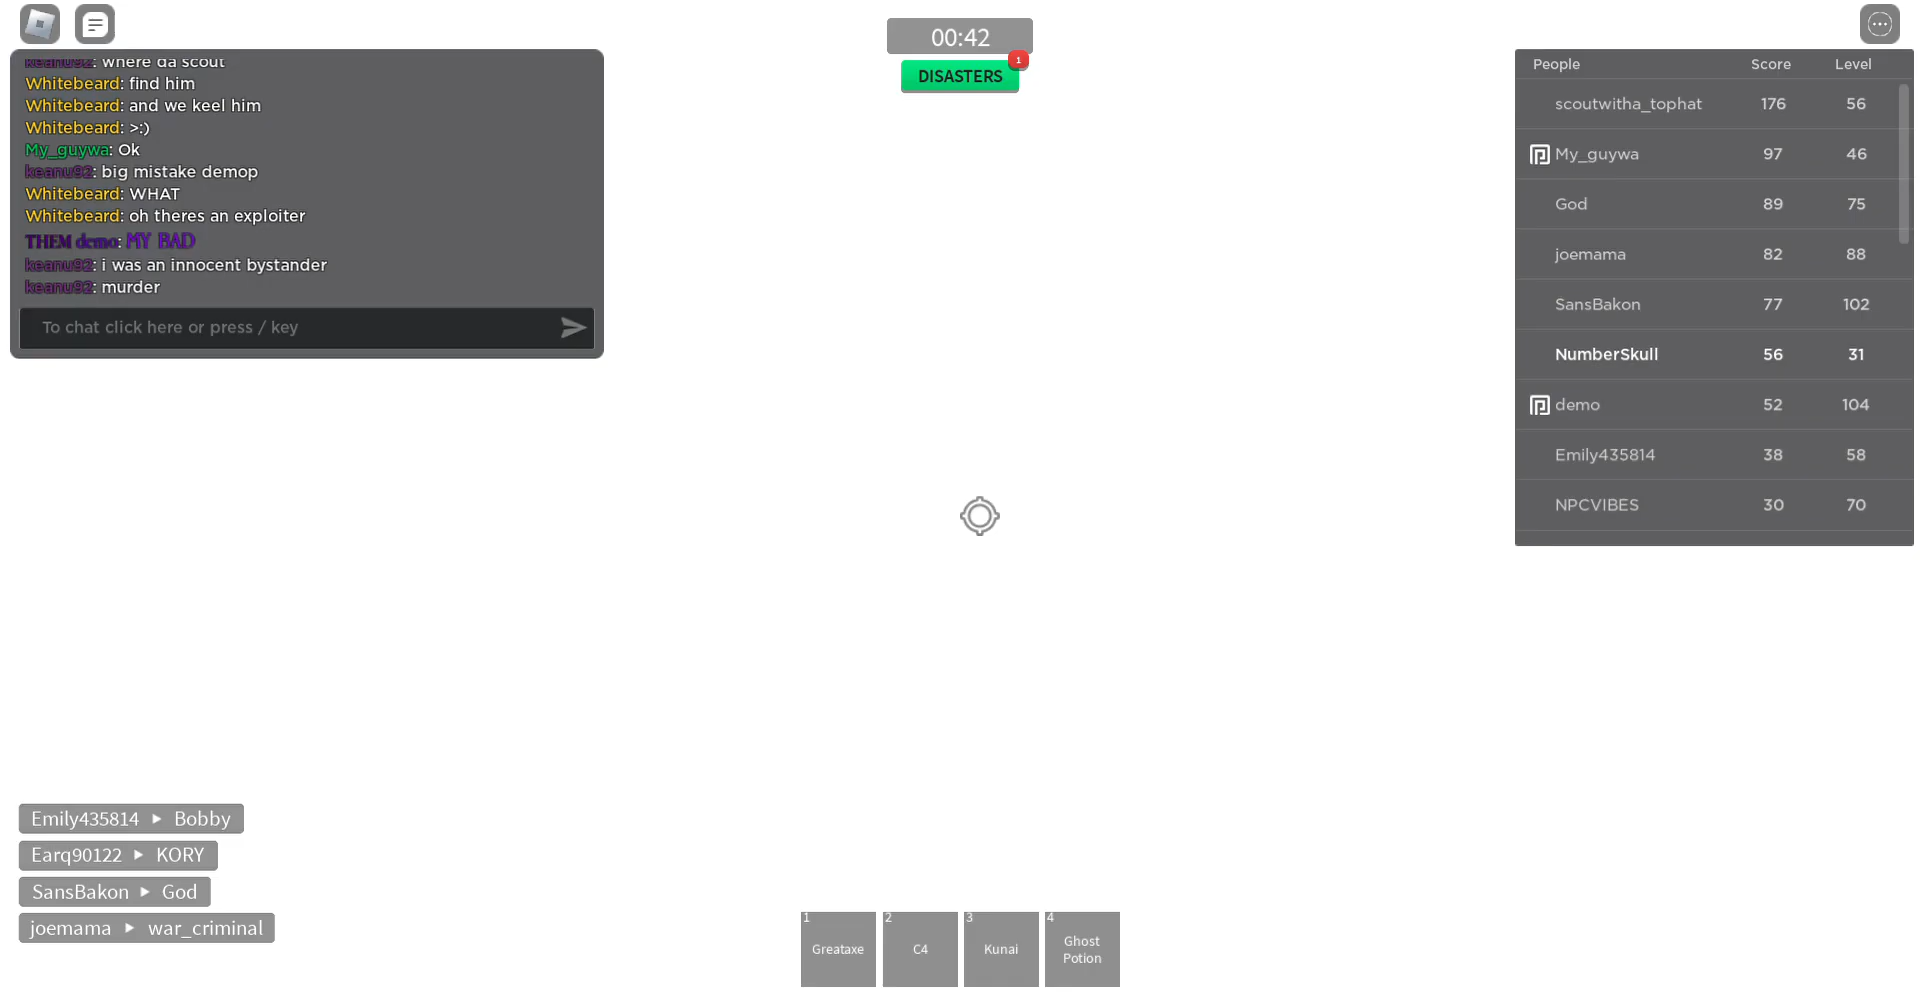 00:42
DISASTERS
1
keanu92: where da scout
Whitebeard: find him
Whitebeard: and we keel him
Whitebeard: >:)
My_guywa: Ok
keanu92: big mistake demop
Whitebeard: WHAT
Whitebeard: oh theres an exploiter
THEM demo: MY BAD
keanu92: i was an innocent bystander
keanu92: murder
To chat click here or press / key
People Score Level
scoutwitha_tophat 176 56
My_guywa 97 46
God 89 75
joemama 82 88
SansBakon 77 102
NumberSkull 56 31
demo 52 104
Emily435814 38 58
NPCVIBES 30 70
Emily435814 ▶ Bobby
Earq90122 ▶ KORY
SansBakon ▶ God
joemama ▶ war_criminal
1 Greataxe
2 C4
3 Kunai
4 Ghost Potion